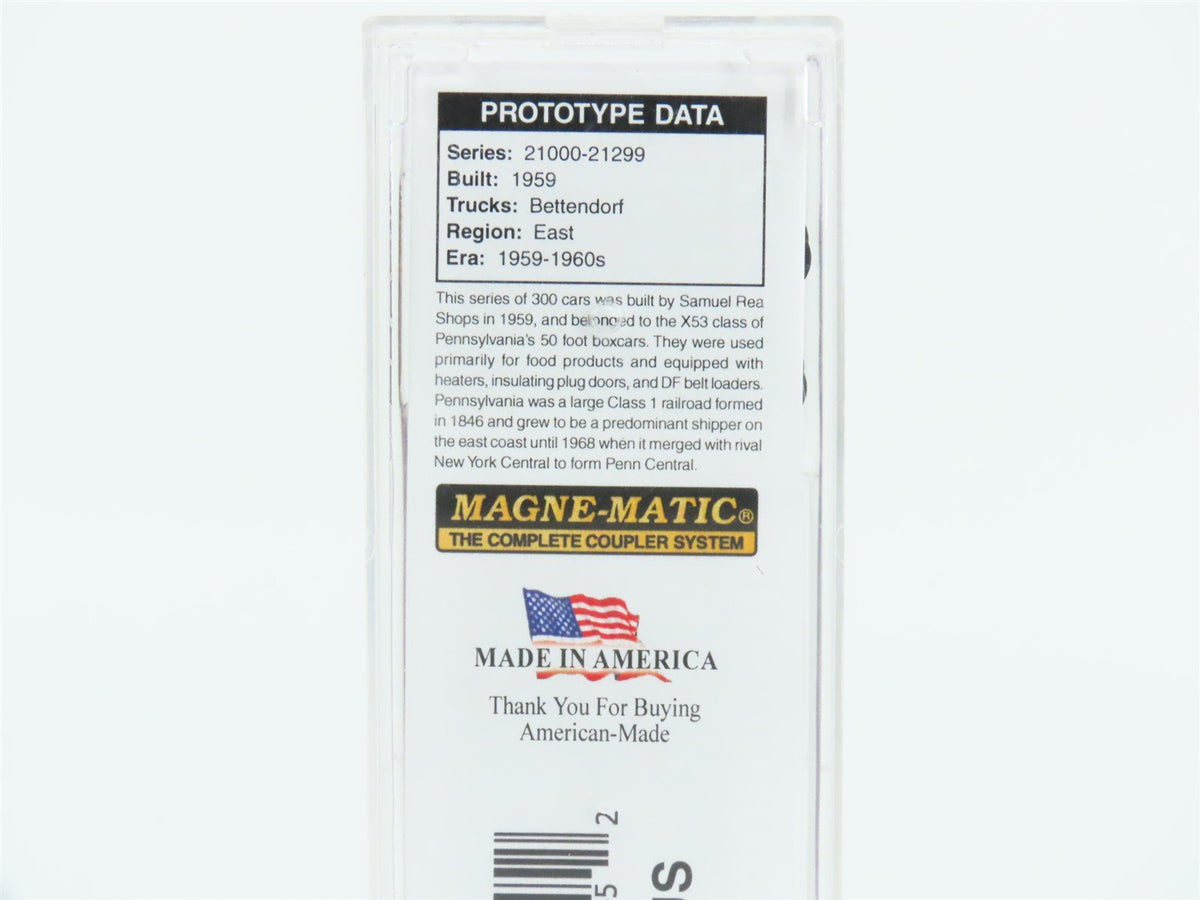 PROTOTYPE DATA
Series: 21000-21299
Built: 1959
Trucks: Bettendorf
Region: East
Era: 1959-1960s
This series of 300 cars was built by Samuel Rea
Shops in 1959, and belonged to the X53 class of
Pennsylvania's 50 foot boxcars. They were used
primarily for food products and equipped with
heaters, insulating plug doors, and DF belt loaders.
Pennsylvania was a large Class 1 railroad formed
in 1846 and grew to be a predominant shipper on
the east coast until 1968 when it merged with rival
New York Central to form Penn Central.
MAGNE-MATIC®
THE COMPLETE COUPLER SYSTEM
MADE IN AMERICA
Thank You For Buying
American-Made
2
5